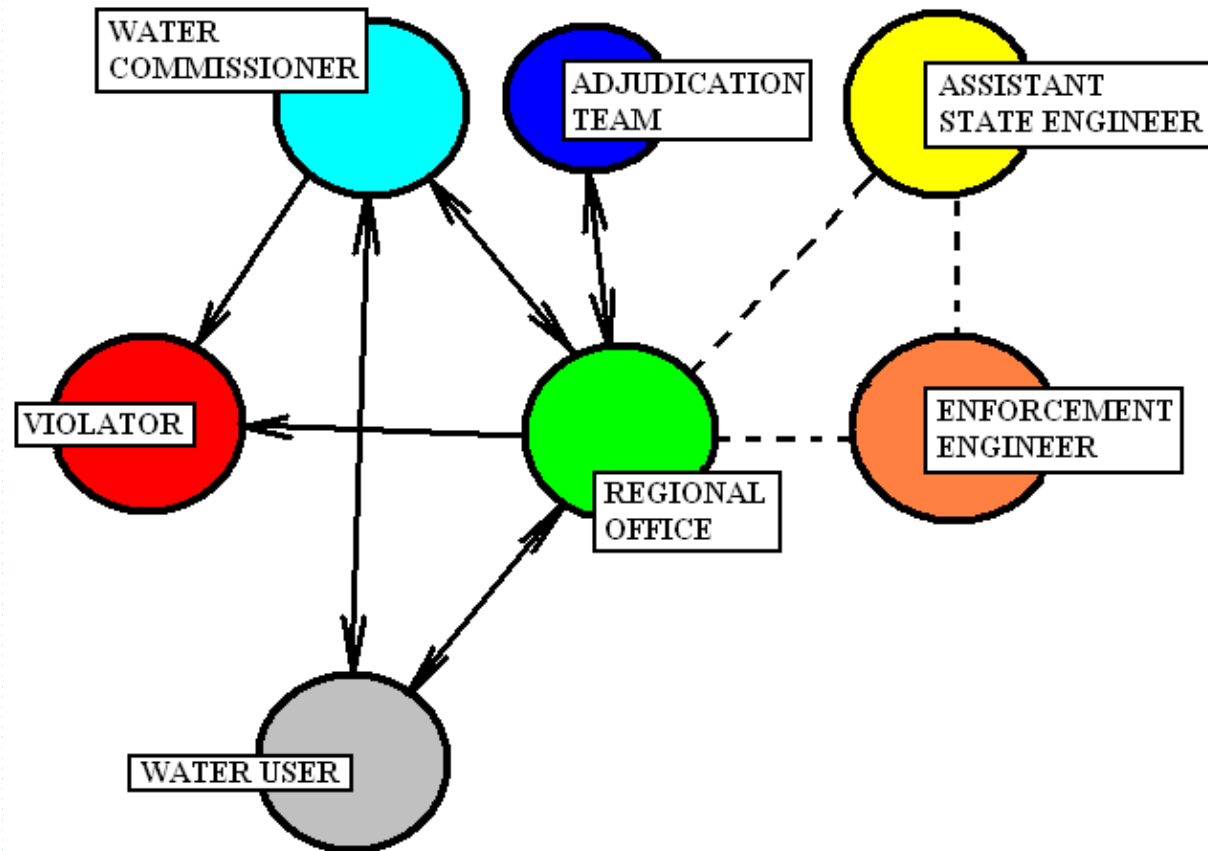 WATER
COMMISSIONER
ADJUDICATION
TEAM
ASSISTANT
STATE ENGINEER
VIOLATOR
ENFORCEMENT
ENGINEER
REGIONAL
OFFICE
WATER USER